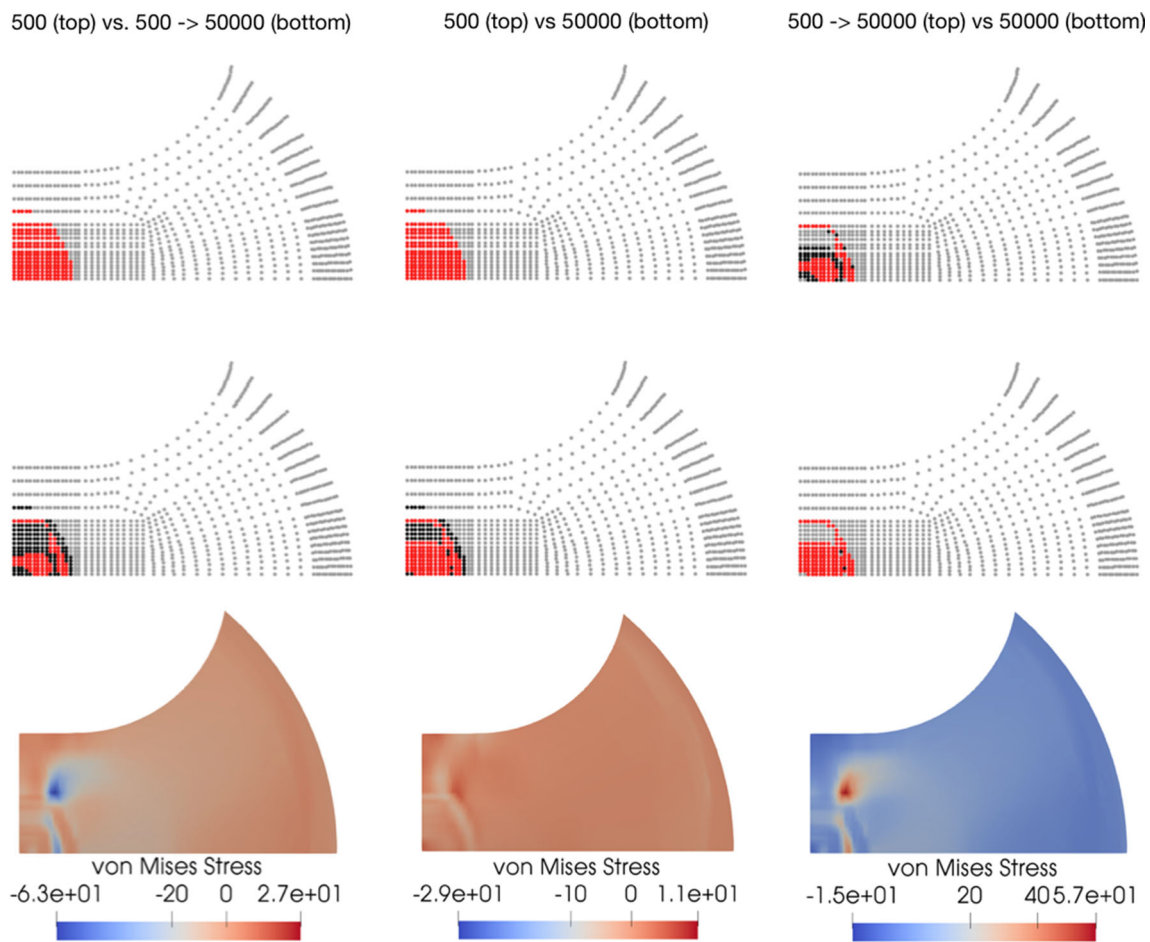 500 (top) vs. 500 -> 50000 (bottom)
500 (top) vs 50000 (bottom)
500 -> 50000 (top) vs 50000 (bottom)
von Mises Stress
-6.3e+01 -20 0 2.7e+01
von Mises Stress
-2.9e+01 -10 0 1.1e+01
von Mises Stress
-1.5e+01 20 405.7e+01